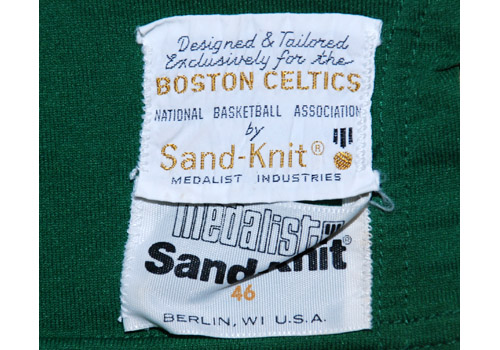 Designed & Tailored
Exclusively for the
BOSTON CELTICS
NATIONAL BASKETBALL ASSOCIATION
by
Sand-Knit®
MEDALIST INDUSTRIES
medalist
Sand Knit®
46
BERLIN, WI U.S.A.